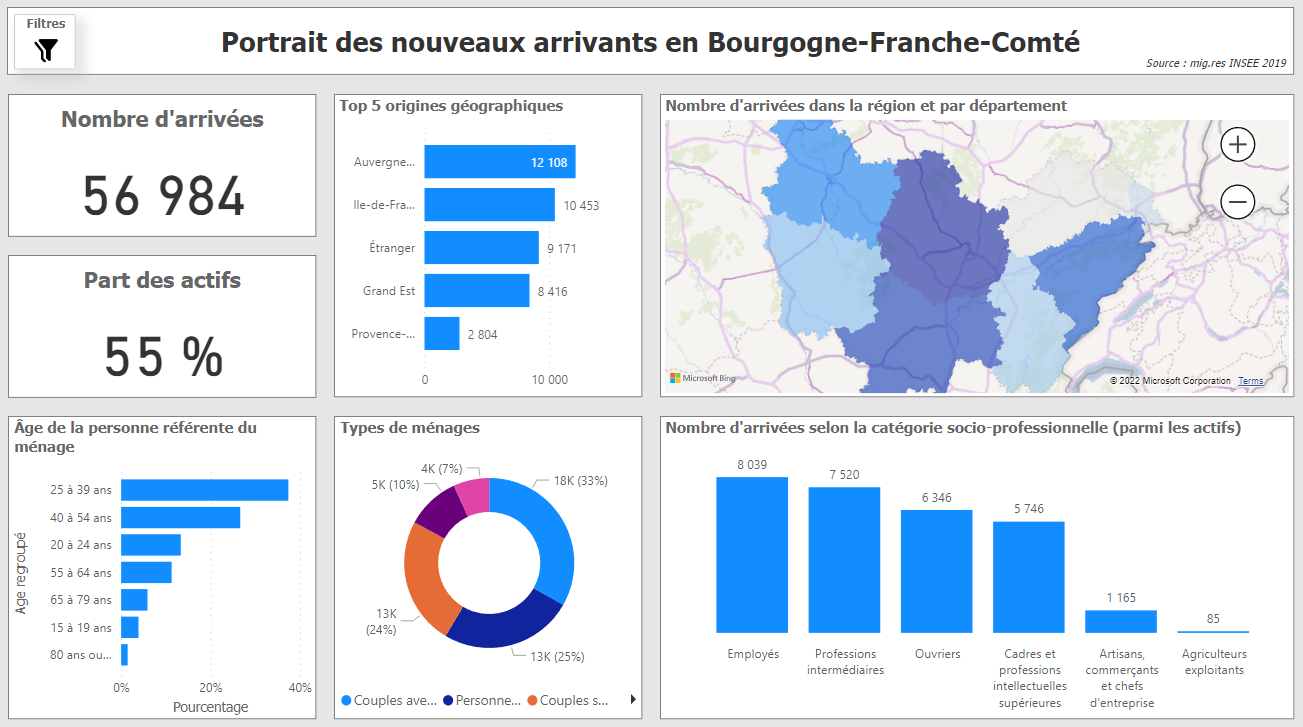 Filtres
Portrait des nouveaux arrivants en Bourgogne-Franche-Comté
Source : mig.res INSEE 2019
Nombre d'arrivées
56 984
Part des actifs
55 %
Top 5 origines géographiques
Auvergne... 12 108
Ile-de-Fra... 10 453
Étranger 9 171
Grand Est 8 416
Provence-... 2 804
0 10 000
Nombre d'arrivées dans la région et par département
Microsoft Bing
© 2022 Microsoft Corporation Terms
Âge de la personne référente du
ménage
Age regroupé
25 à 39 ans
40 à 54 ans
20 à 24 ans
55 à 64 ans
65 à 79 ans
15 à 19 ans
80 ans ou...
0% 20% 40%
Pourcentage
Types de ménages
4K (7%)
18K (33%)
5K (10%)
13K
(24%)
13K (25%)
Couples ave... Personne... Couples s...
Nombre d'arrivées selon la catégorie socio-professionnelle (parmi les actifs)
8 039
7 520
6 346
5 746
1 165
85
Employés
Professions
intermédiaires
Ouvriers
Cadres et
professions
intellectuelles
supérieures
Artisans,
commerçants
et chefs
d'entreprise
Agriculteurs
exploitants